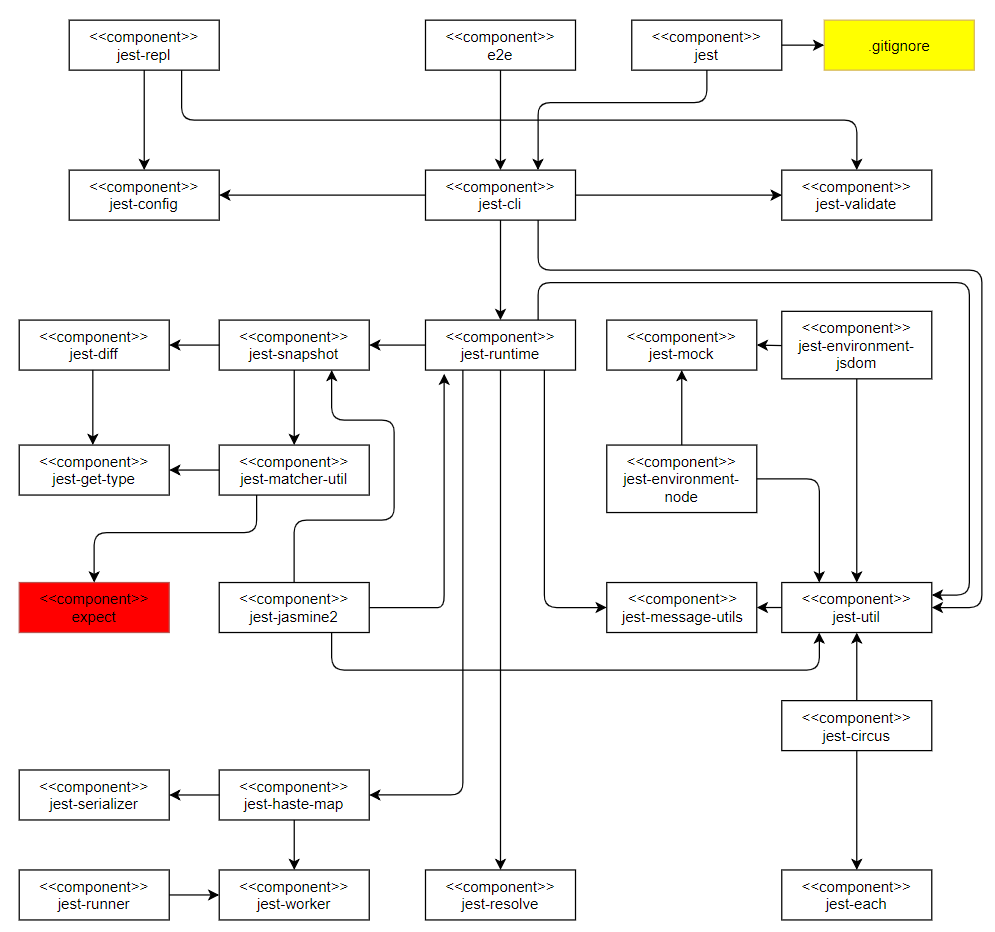 <<component>>
jest-repl
<<component>>
e2e
<<component>>
jest
.gitignore
<<component>>
jest-config
<<component>>
jest-cli
<<component>>
jest-validate
<<component>>
jest-diff
<<component>>
jest-snapshot
<<component>>
jest-runtime
<<component>>
jest-mock
<<component>>
jest-environment-
jsdom
<<component>>
jest-get-type
<<component>>
jest-matcher-util
<<component>>
jest-environment-
node
<<component>>
expect
<<component>>
jest-jasmine2
<<component>>
jest-message-utils
<<component>>
jest-util
<<component>>
jest-circus
<<component>>
jest-serializer
<<component>>
jest-haste-map
<<component>>
jest-runner
<<component>>
jest-worker
<<component>>
jest-resolve
<<component>>
jest-each